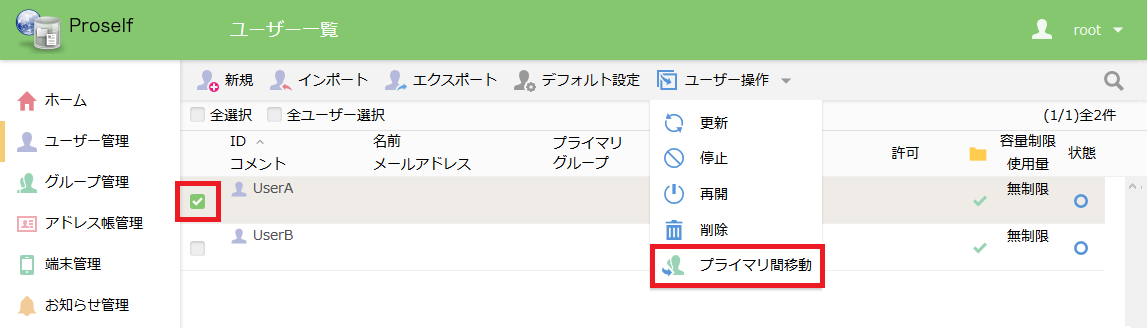 Proself
ユーザー一覧
root
ホーム
ユーザー管理
グループ管理
アドレス帳管理
端末管理
お知らせ管理
新規 インポート エクスポート デフォルト設定 ユーザー操作
全選択 全ユーザー選択 (1/1)全2件
ID 名前 プライマリ 許可 容量制限 状態
コメント メールアドレス グループ 使用量
UserA 無制限
UserB 無制限
更新
停止
再開
削除
プライマリ間移動